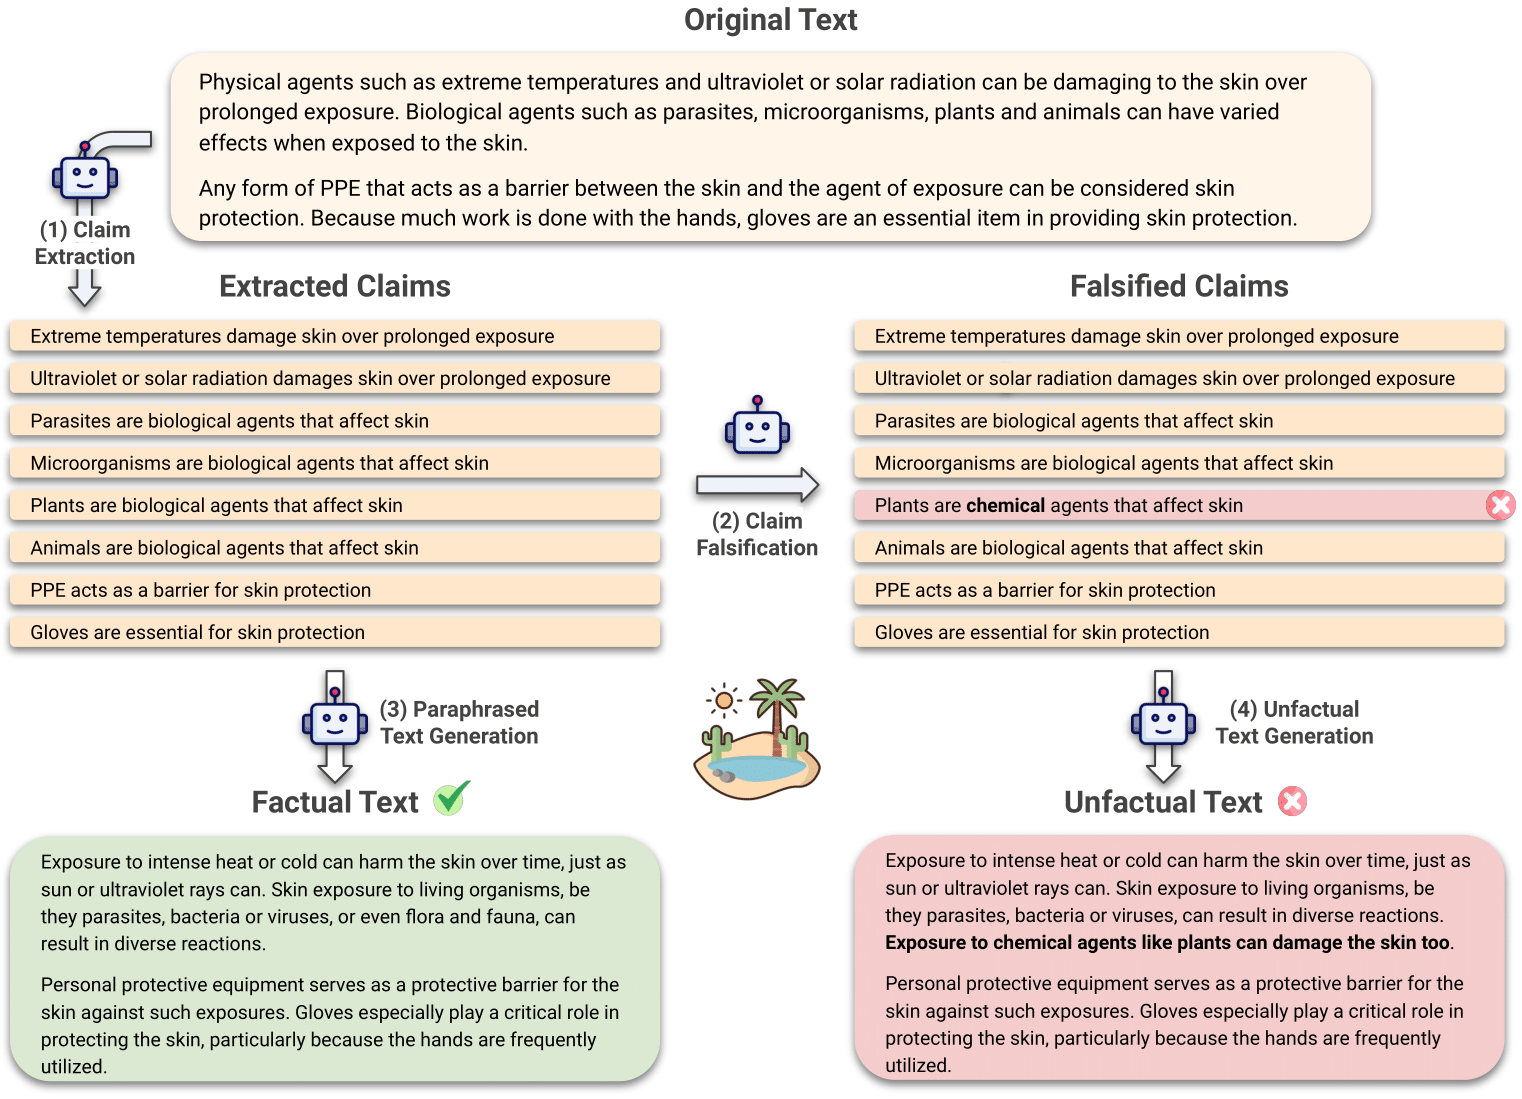 Original Text
Physical agents such as extreme temperatures and ultraviolet or solar radiation can be damaging to the skin over
prolonged exposure. Biological agents such as parasites, microorganisms, plants and animals can have varied
effects when exposed to the skin.
Any form of PPE that acts as a barrier between the skin and the agent of exposure can be considered skin
protection. Because much work is done with the hands, gloves are an essential item in providing skin protection.
(1) Claim
Extraction
Extracted Claims
Extreme temperatures damage skin over prolonged exposure
Ultraviolet or solar radiation damages skin over prolonged exposure
Parasites are biological agents that affect skin
Microorganisms are biological agents that affect skin
Plants are biological agents that affect skin
Animals are biological agents that affect skin
PPE acts as a barrier for skin protection
Gloves are essential for skin protection
(2) Claim
Falsification
Falsified Claims
Extreme temperatures damage skin over prolonged exposure
Ultraviolet or solar radiation damages skin over prolonged exposure
Parasites are biological agents that affect skin
Microorganisms are biological agents that affect skin
Plants are chemical agents that affect skin
Animals are biological agents that affect skin
PPE acts as a barrier for skin protection
Gloves are essential for skin protection
(3) Paraphrased
Text Generation
Factual Text
Exposure to intense heat or cold can harm the skin over time, just as
sun or ultraviolet rays can. Skin exposure to living organisms, be
they parasites, bacteria or viruses, or even flora and fauna, can
result in diverse reactions.
Personal protective equipment serves as a protective barrier for the
skin against such exposures. Gloves especially play a critical role in
protecting the skin, particularly because the hands are frequently
utilized.
(4) Unfactual
Text Generation
Unfactual Text
Exposure to intense heat or cold can harm the skin over time, just as
sun or ultraviolet rays can. Skin exposure to living organisms, be
they parasites, bacteria or viruses, can result in diverse reactions.
Exposure to chemical agents like plants can damage the skin too.
Personal protective equipment serves as a protective barrier for the
skin against such exposures. Gloves especially play a critical role in
protecting the skin, particularly because the hands are frequently
utilized.